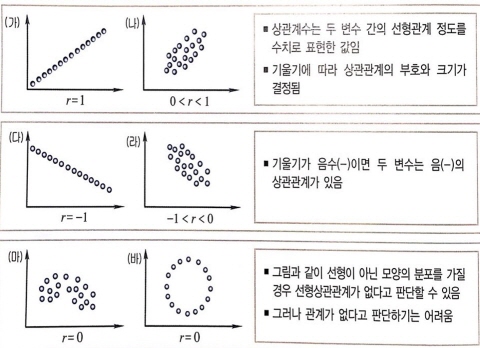 (가)
(나)
r=1
0<r<1
■ 상관계수는 두 변수 간의 선형관계 정도를
수치로 표현한 값임
■ 기울기에 따라 상관관계의 부호와 크기가
결정됨
(다)
(라)
r=-1
-1<r<0
■ 기울기가 음수(-)이면 두 변수는 음(-)의
상관관계가 있음
(마)
(바)
r=0
r=0
■ 그림과 같이 선형이 아닌 모양의 분포를 가질
경우 선형상관관계가 없다고 판단할 수 있음
■ 그러나 관계가 없다고 판단하기는 어려움